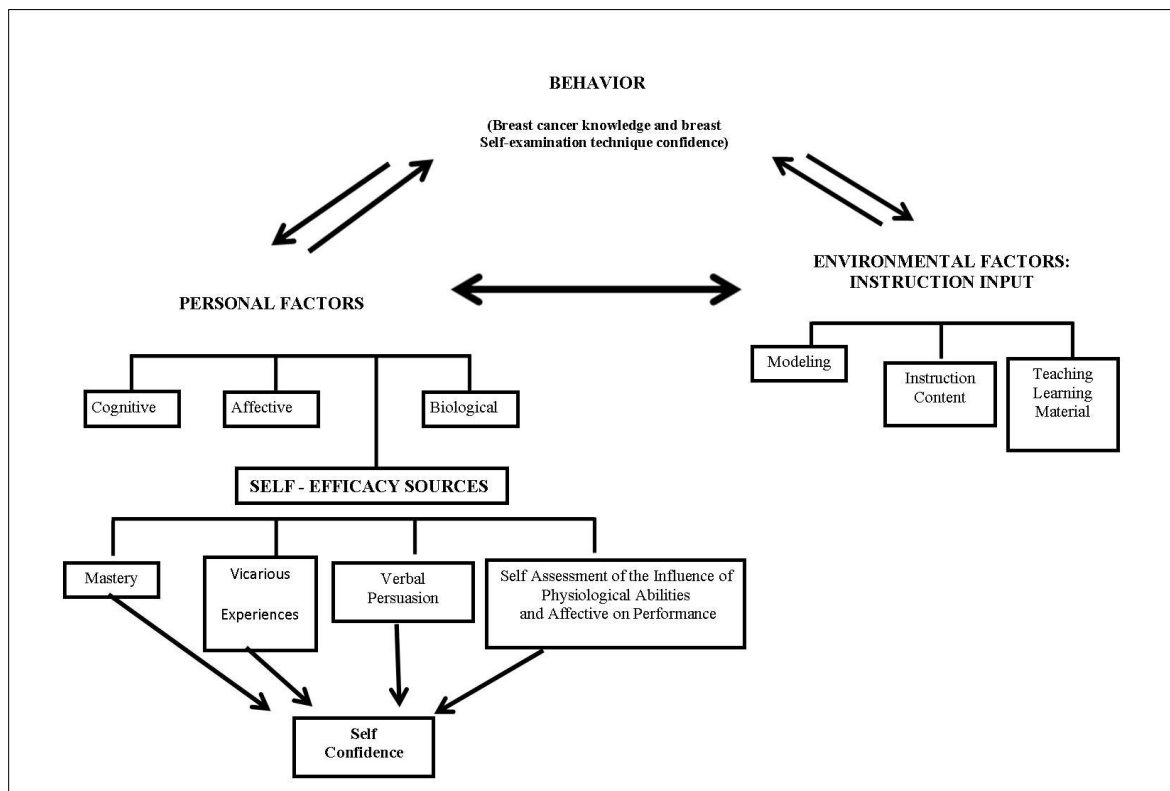 BEHAVIOR
(Breast cancer knowledge and breast
Self-examination technique confidence)
ENVIRONMENTAL FACTORS:
INSTRUCTION INPUT
PERSONAL FACTORS
Modeling
Instruction
Content
Teaching
Learning
Material
Cognitive
Affective
Biological
SELF - EFFICACY SOURCES
Mastery
Vicarious
Experiences
Verbal
Persuasion
Self Assessment of the Influence of
Physiological Abilities
and Affective on Performance
Self
Confidence